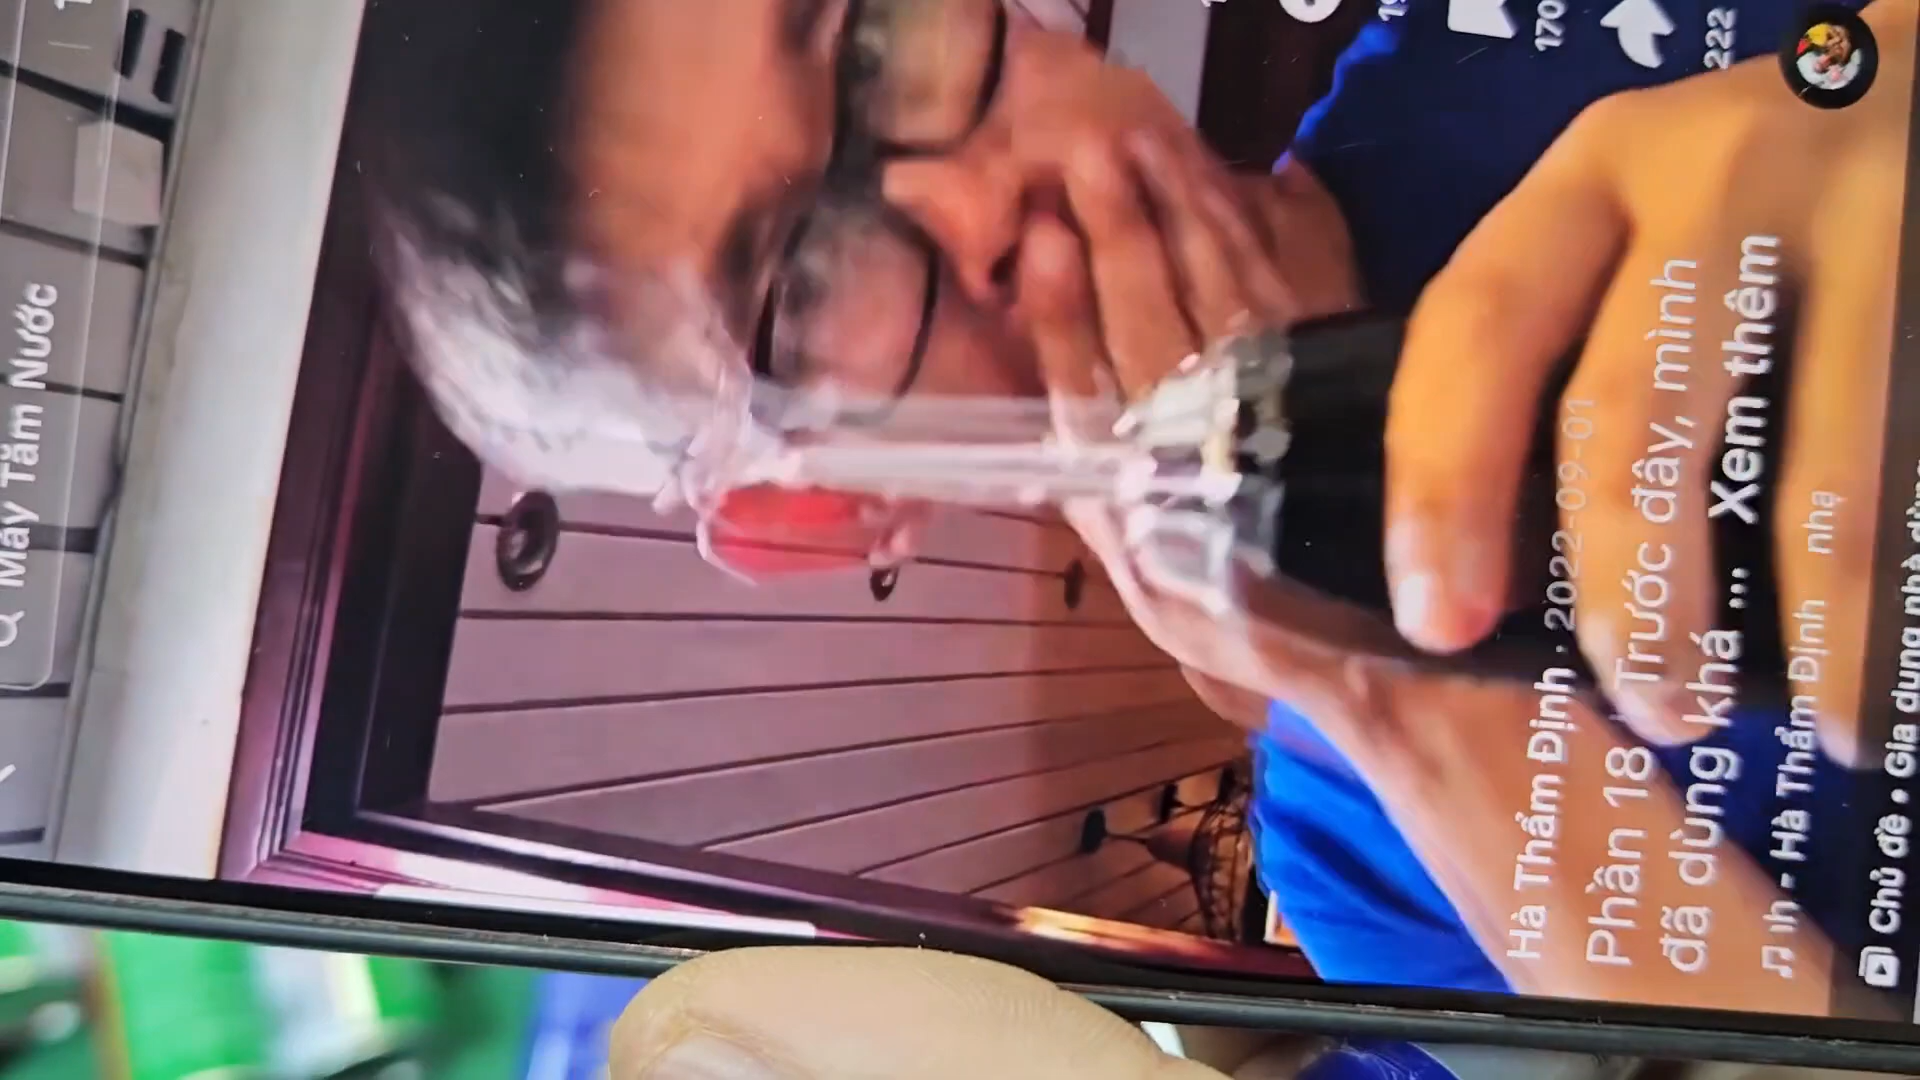 Máy Tăm Nước
170
222
Hà Thẩm Định · 2022-09-01
Phần 18 | Trước đây, mình
đã dùng khá ... Xem thêm
Hà Thẩm Định nhạ
Chủ đề • Gia dụng nhà